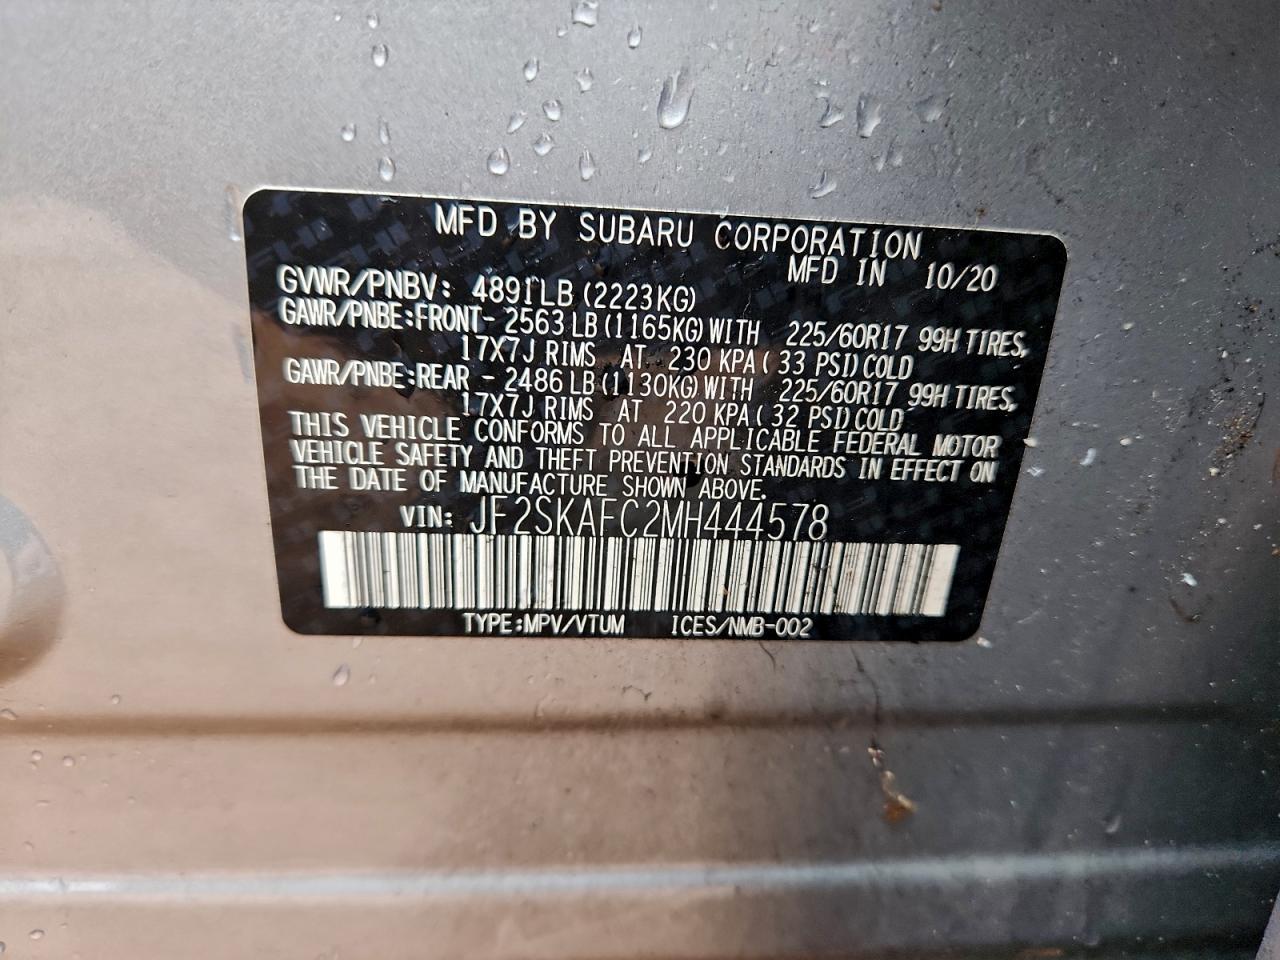 MFD BY SUBARU CORPORATION
MFD IN 10/20
GVWR/PNBV: 4891LB (2223KG)
GAWR/PNBE:FRONT- 2563 LB (1165KG) WITH 225/60R17 99H TIRES,
17X7J RIMS AT 230 KPA ( 33 PSI) COLD
GAWR/PNBE:REAR - 2486 LB (1130KG) WITH 225/60R17 99H TIRES,
17X7J RIMS AT 220 KPA ( 32 PSI) COLD
THIS VEHICLE CONFORMS TO ALL APPLICABLE FEDERAL MOTOR
VEHICLE SAFETY AND THEFT PREVENTION STANDARDS IN EFFECT ON
THE DATE OF MANUFACTURE SHOWN ABOVE.
VIN: JF2SKAFC2MH444578
TYPE:MPV/VTUM ICES/NMB-002